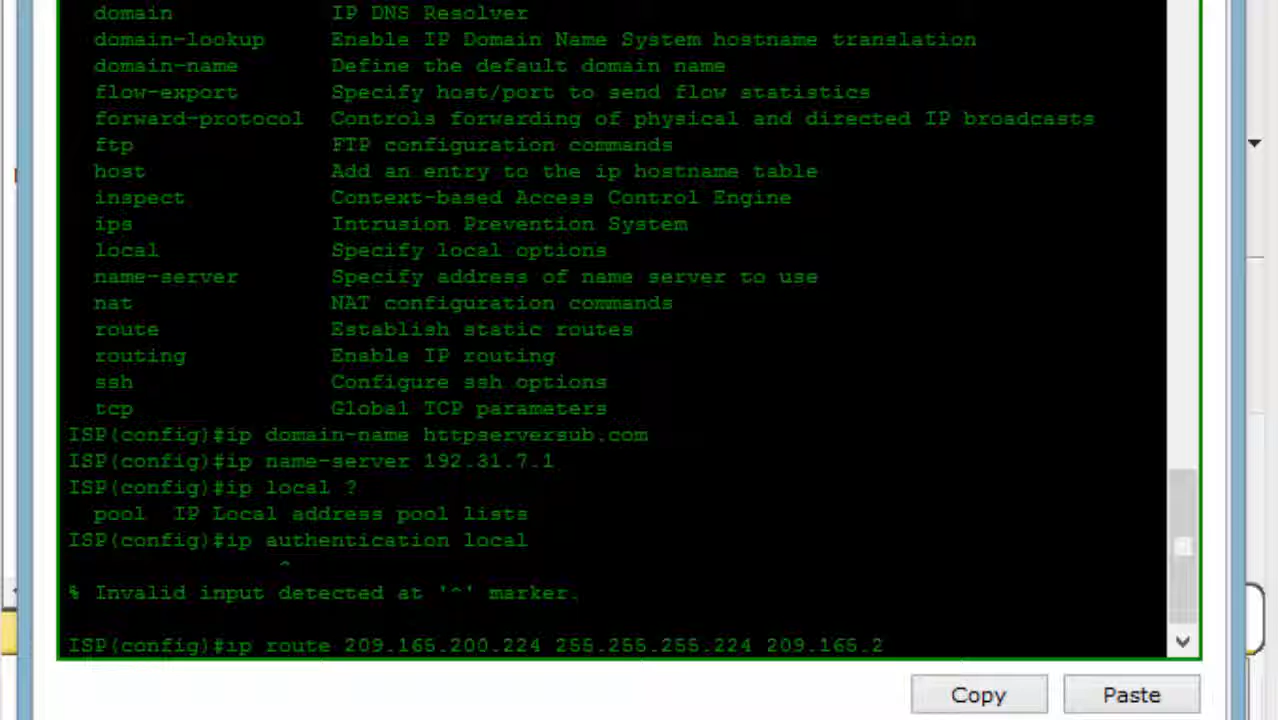 domain IP DNS Resolver
domain-lookup Enable IP Domain Name System hostname translation
domain-name Define the default domain name
flow-export Specify host/port to send flow statistics
forward-protocol Controls forwarding of physical and directed IP broadcasts
ftp FTP configuration commands
host Add an entry to the ip hostname table
inspect Context-based Access Control Engine
ips Intrusion Prevention System
local Specify local options
name-server Specify address of name server to use
nat NAT configuration commands
route Establish static routes
routing Enable IP routing
ssh Configure ssh options
tcp Global TCP parameters
ISP(config)#ip domain-name httpserversub.com
ISP(config)#ip name-server 192.31.7.1
ISP(config)#ip local ?
pool IP Local address pool lists
ISP(config)#ip authentication local
^
% Invalid input detected at '^' marker.
ISP(config)#ip route 209.165.200.224 255.255.255.224 209.165.2
Copy Paste